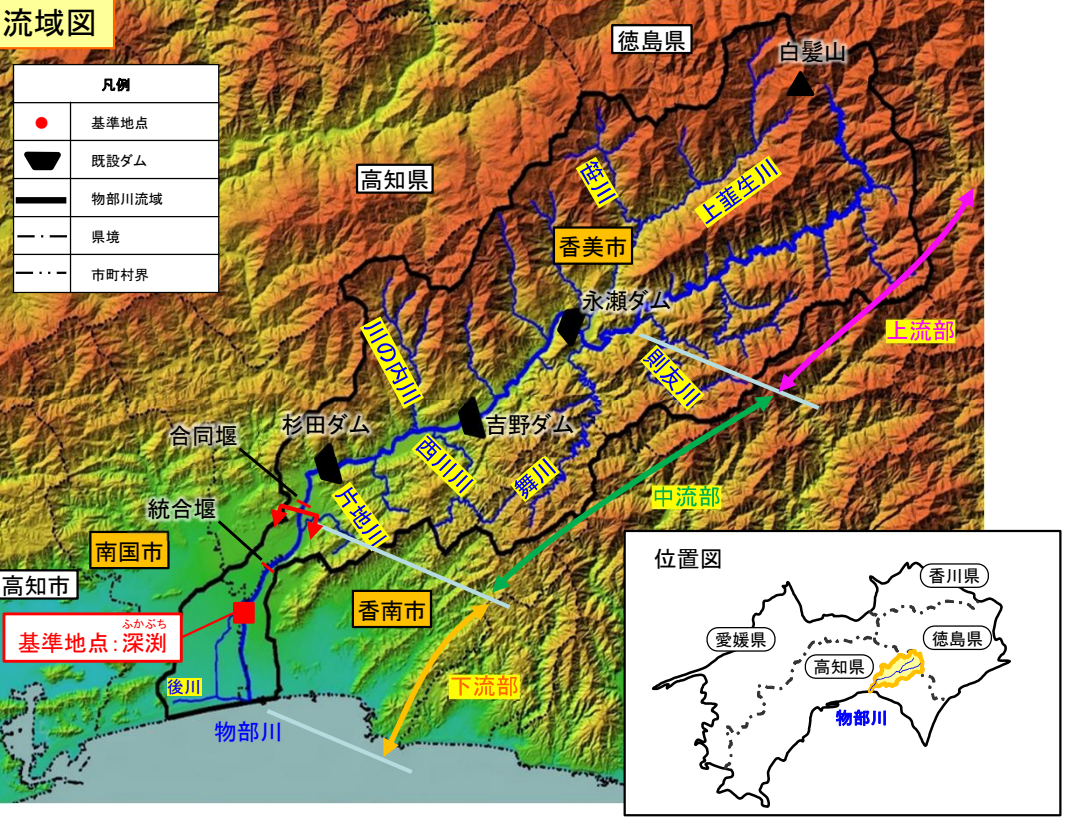 流域図
凡例
基準地点
既設ダム
物部川流域
県境
市町村界
徳島県
白髪山
高知県
笹川
上韮生川
香美市
永瀬ダム
上流部
川の内川
則友川
杉田ダム
吉野ダム
合同堰
西川川
舞川
中流部
片地川
統合堰
南国市
高知市
香南市
ふかぶち
基準地点:深渕
下流部
後川
物部川
位置図
香川県
愛媛県
徳島県
高知県
物部川